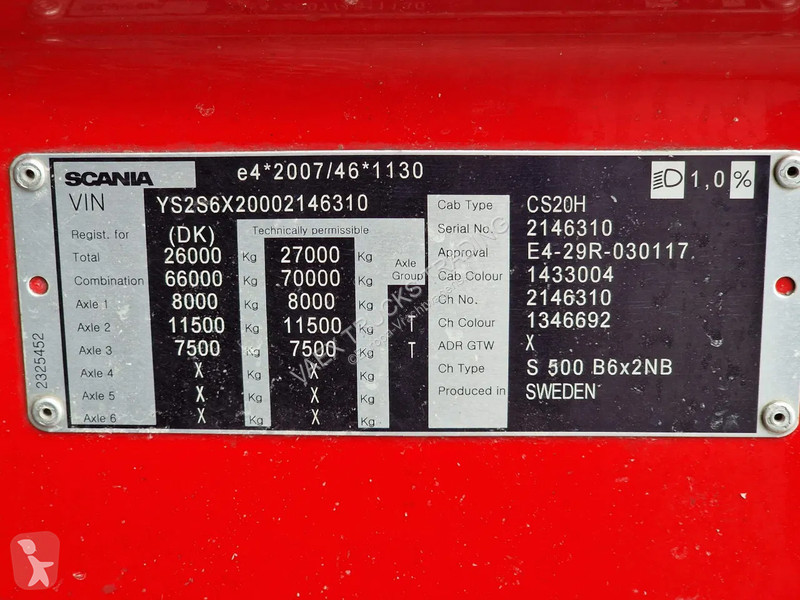 SCANIA e4*2007/46*1130 1,0 %
VIN YS2S6X20002146310 Cab Type CS20H
Regist. for (DK) Technically permissible Serial No. 2146310
Total 26000 Kg 27000 Kg Axle Group Approval E4-29R-030117
Combination 66000 Kg 70000 Kg Cab Colour 1433004
Axle 1 8000 Kg 8000 Kg Ch No. 2146310
Axle 2 11500 Kg 11500 Kg T Ch Colour 1346692
Axle 3 7500 Kg 7500 Kg T ADR GTW X
Axle 4 X Kg X Kg Ch Type S 500 B6x2NB
Axle 5 X Kg X Kg Produced in SWEDEN
Axle 6 X Kg X Kg
2325452
VAEX TRUCKSTRADING